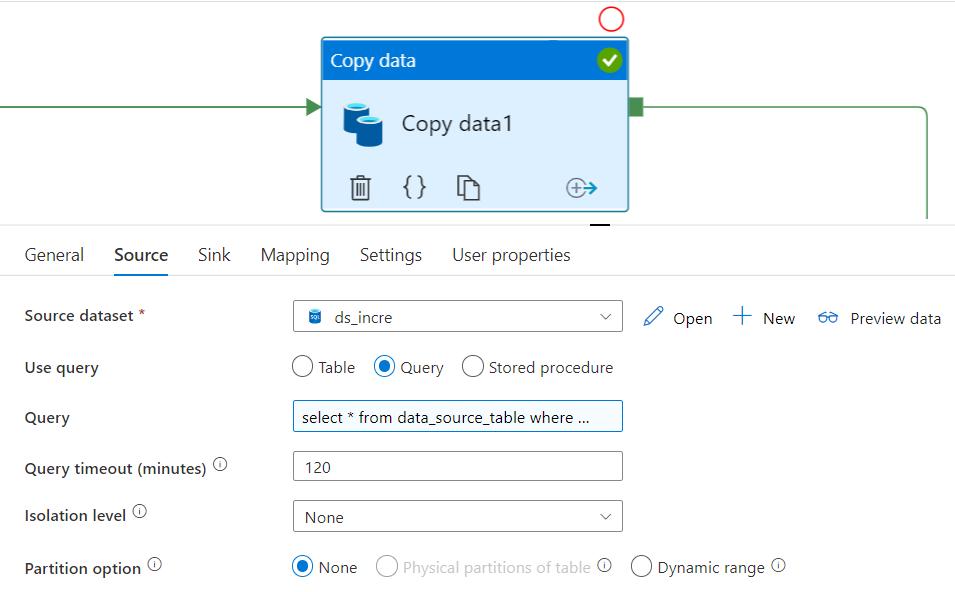 Copy data
Copy data1
General Source Sink Mapping Settings User properties
Source dataset * SQL ds_incre Open New Preview data
Use query Table Query Stored procedure
Query select * from data_source_table where ...
Query timeout (minutes) 120
Isolation level None
Partition option None Physical partitions of table Dynamic range